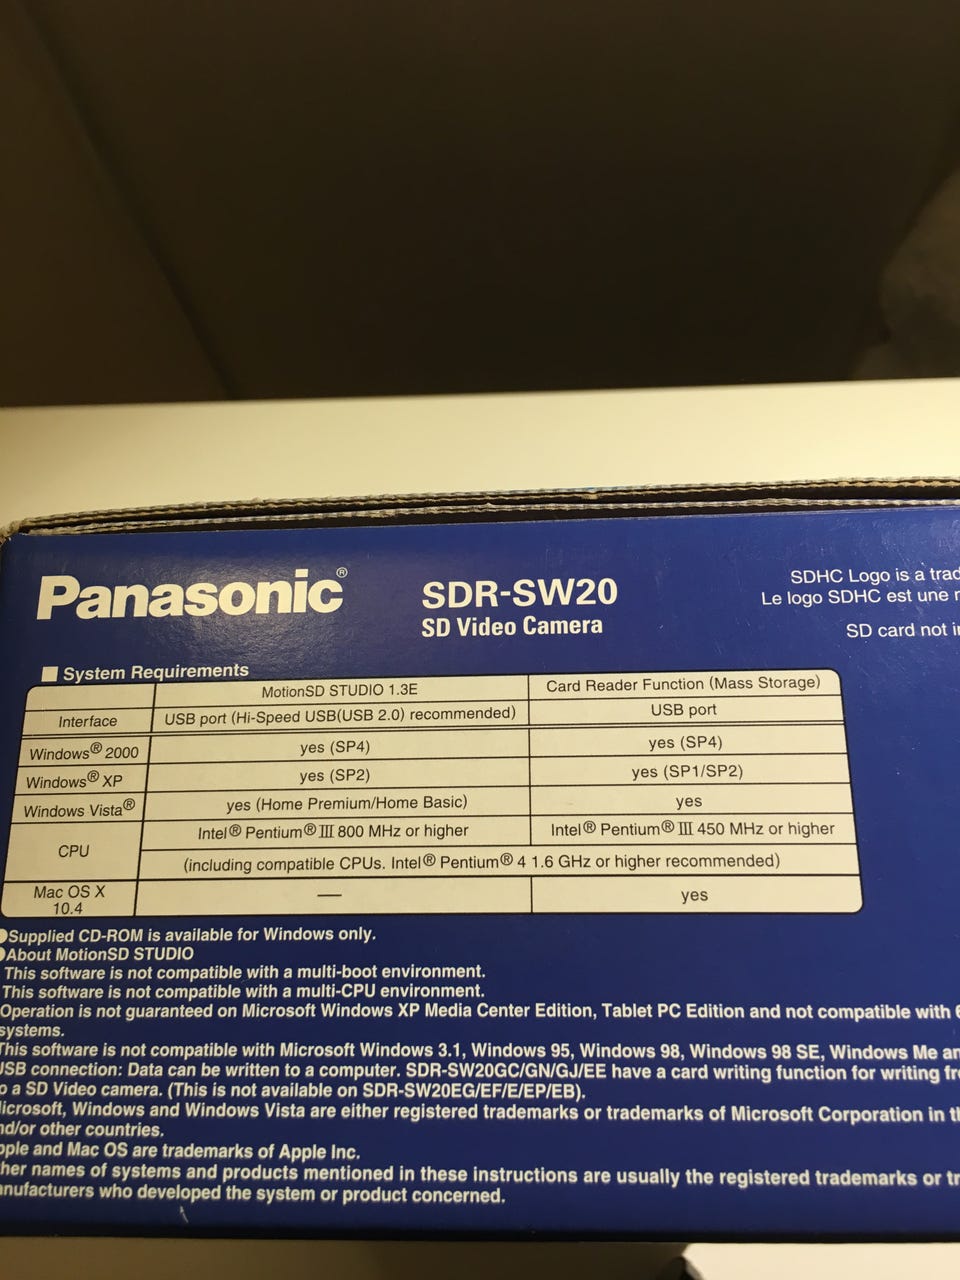 Panasonic®
SDR-SW20
SD Video Camera
SDHC Logo is a
Le logo SDHC est une
SD card not
■ System Requirements
MotionSD STUDIO 1.3E Card Reader Function (Mass Storage)
Interface USB port (Hi-Speed USB(USB 2.0) recommended) USB port
Windows® 2000 yes (SP4) yes (SP4)
Windows® XP yes (SP2) yes (SP1/SP2)
Windows Vista® yes (Home Premium/Home Basic) yes
CPU Intel® Pentium® III 800 MHz or higher Intel® Pentium® III 450 MHz or higher
(including compatible CPUs. Intel® Pentium® 4 1.6 GHz or higher recommended)
Mac OS X
10.4 — yes
●Supplied CD-ROM is available for Windows only.
●About MotionSD STUDIO
This software is not compatible with a multi-boot environment.
This software is not compatible with a multi-CPU environment.
Operation is not guaranteed on Microsoft Windows XP Media Center Edition, Tablet PC Edition and not compatible with
systems.
This software is not compatible with Microsoft Windows 3.1, Windows 95, Windows 98, Windows 98 SE, Windows Me
USB connection: Data can be written to a computer. SDR-SW20GC/GN/GJ/EE have a card writing function for writing
o a SD Video camera. (This is not available on SDR-SW20EG/EF/E/EP/EB).
icrosoft, Windows and Windows Vista are either registered trademarks or trademarks of Microsoft Corporation in
nd/or other countries.
pple and Mac OS are trademarks of Apple Inc.
her names of systems and products mentioned in these instructions are usually the registered trademarks or
anufacturers who developed the system or product concerned.